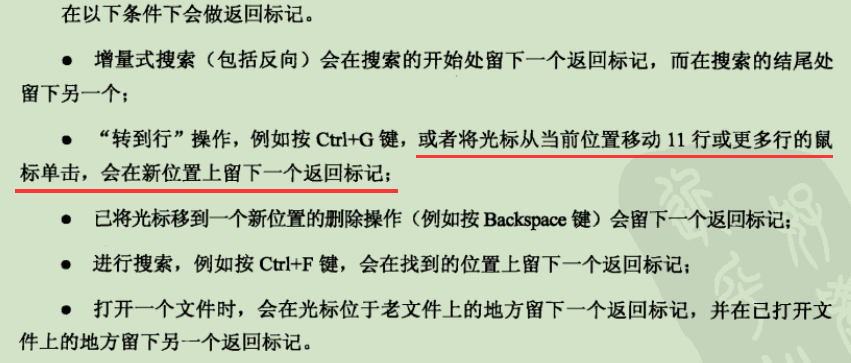 在以下条件下会做返回标记。
● 增量式搜索（包括反向）会在搜索的开始处留下一个返回标记，而在搜索的结尾处
留下另一个；
● “转到行”操作，例如按 Ctrl+G 键，或者将光标从当前位置移动 11 行或更多行的鼠
标单击，会在新位置上留下一个返回标记；
● 已将光标移到一个新位置的删除操作（例如按 Backspace 键）会留下一个返回标记；
● 进行搜索，例如按 Ctrl+F 键，会在找到的位置上留下一个返回标记；
● 打开一个文件时，会在光标位于老文件上的地方留下一个返回标记，并在已打开文
件上的地方留下另一个返回标记。